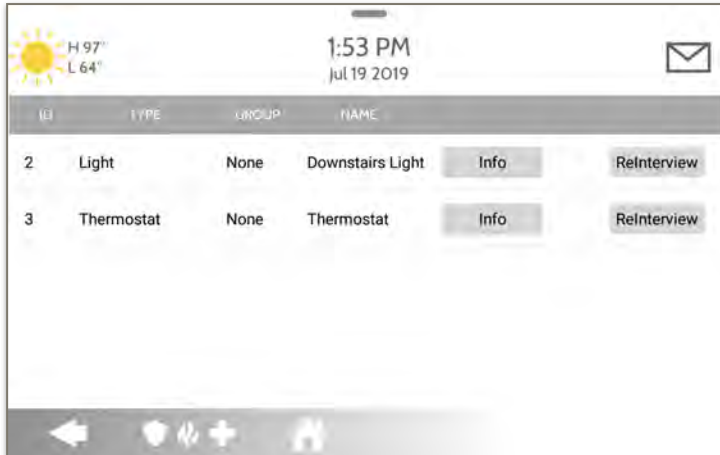 H 97°
L 64°
1:53 PM
Jul 19 2019
ID TYPE GROUP NAME
2 Light None Downstairs Light Info ReInterview
3 Thermostat None Thermostat Info ReInterview